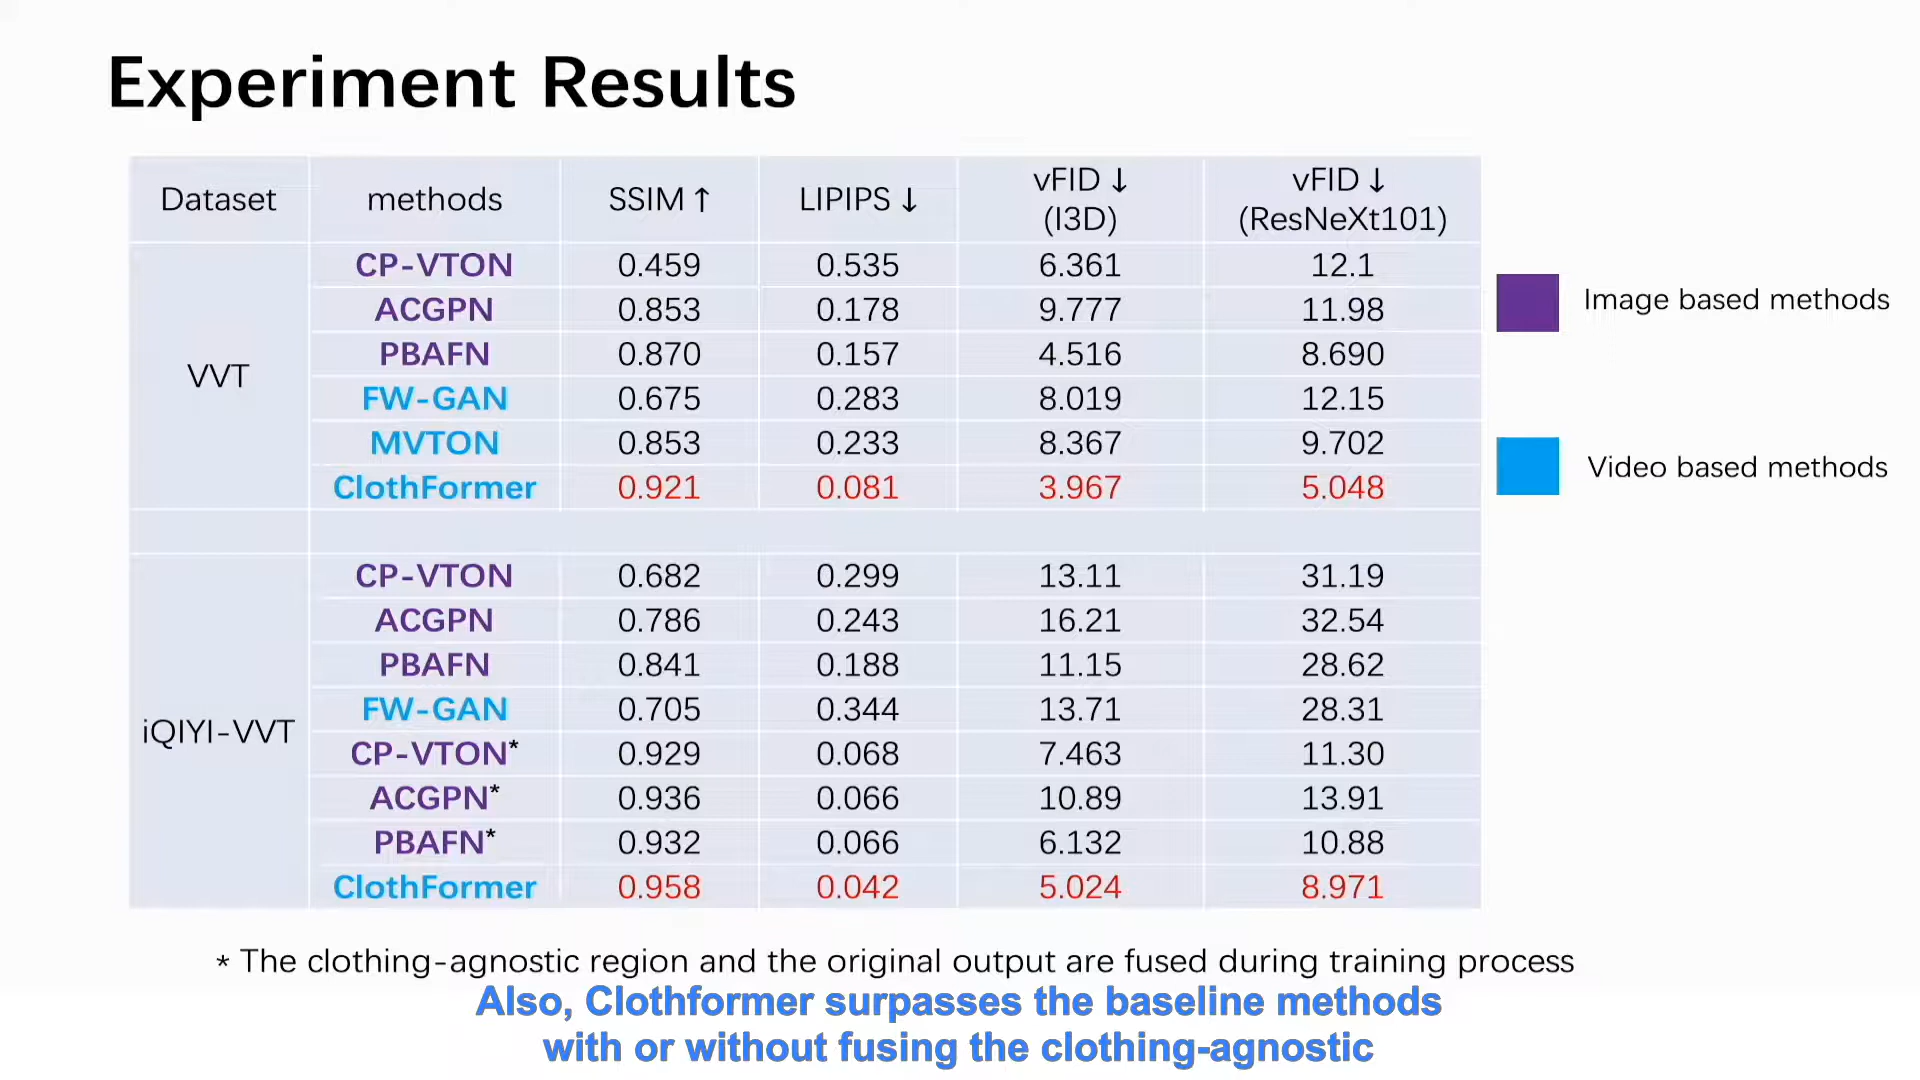 Experiment Results
Dataset methods SSIM ↑ LIPIPS ↓ vFID ↓ (I3D) vFID ↓ (ResNeXt101)
VVT
CP-VTON 0.459 0.535 6.361 12.1
ACGPN 0.853 0.178 9.777 11.98
PBAFN 0.870 0.157 4.516 8.690
FW-GAN 0.675 0.283 8.019 12.15
MVTON 0.853 0.233 8.367 9.702
ClothFormer 0.921 0.081 3.967 5.048
iQIYI-VVT
CP-VTON 0.682 0.299 13.11 31.19
ACGPN 0.786 0.243 16.21 32.54
PBAFN 0.841 0.188 11.15 28.62
FW-GAN 0.705 0.344 13.71 28.31
CP-VTON* 0.929 0.068 7.463 11.30
ACGPN* 0.936 0.066 10.89 13.91
PBAFN* 0.932 0.066 6.132 10.88
ClothFormer 0.958 0.042 5.024 8.971
Image based methods
Video based methods
* The clothing-agnostic region and the original output are fused during training process
Also, Clothformer surpasses the baseline methods
with or without fusing the clothing-agnostic